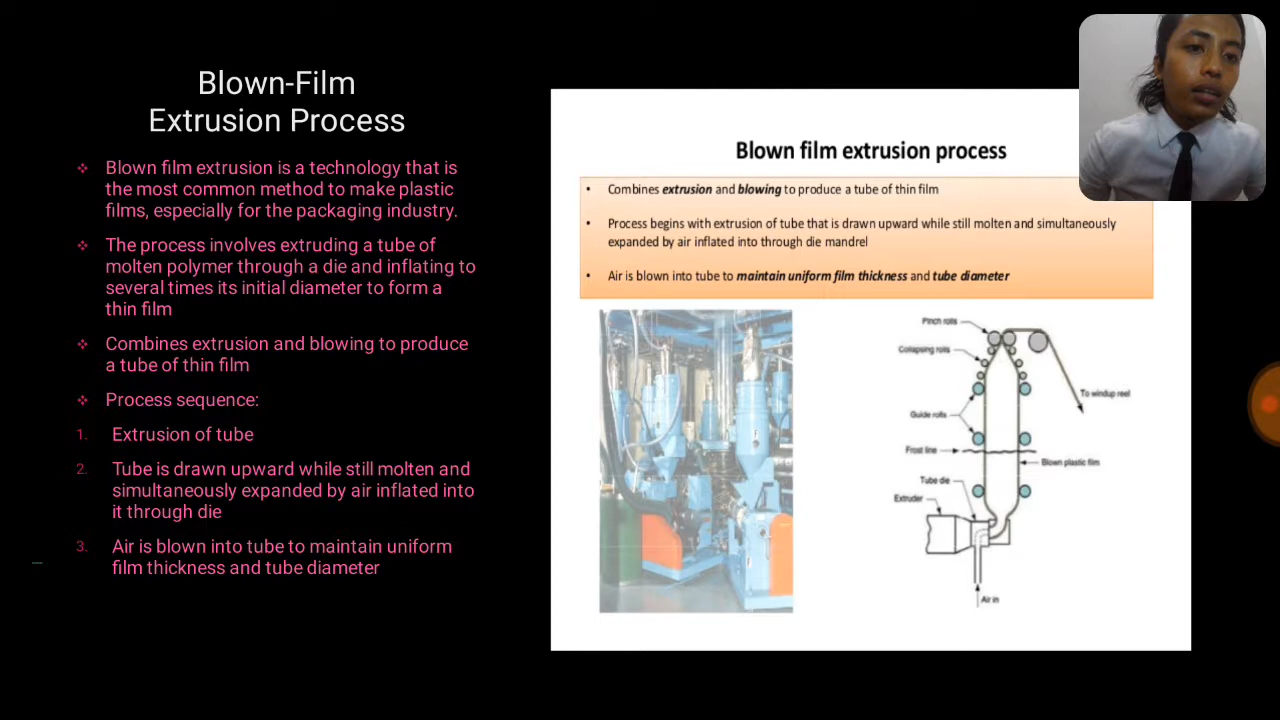 Blown-Film
Extrusion Process
❖ Blown film extrusion is a technology that is
the most common method to make plastic
films, especially for the packaging industry.
❖ The process involves extruding a tube of
molten polymer through a die and inflating to
several times its initial diameter to form a
thin film
❖ Combines extrusion and blowing to produce
a tube of thin film
❖ Process sequence:
1. Extrusion of tube
2. Tube is drawn upward while still molten and
simultaneously expanded by air inflated into
it through die
3. Air is blown into tube to maintain uniform
film thickness and tube diameter
Blown film extrusion process
• Combines extrusion and blowing to produce a tube of thin film
• Process begins with extrusion of tube that is drawn upward while still molten and simultaneously
expanded by air inflated into through die mandrel
• Air is blown into tube to maintain uniform film thickness and tube diameter
Pinch rolls
Collapsing rolls
To windup reel
Guide rolls
Frost line
Blown plastic film
Tube die
Extruder
Air in